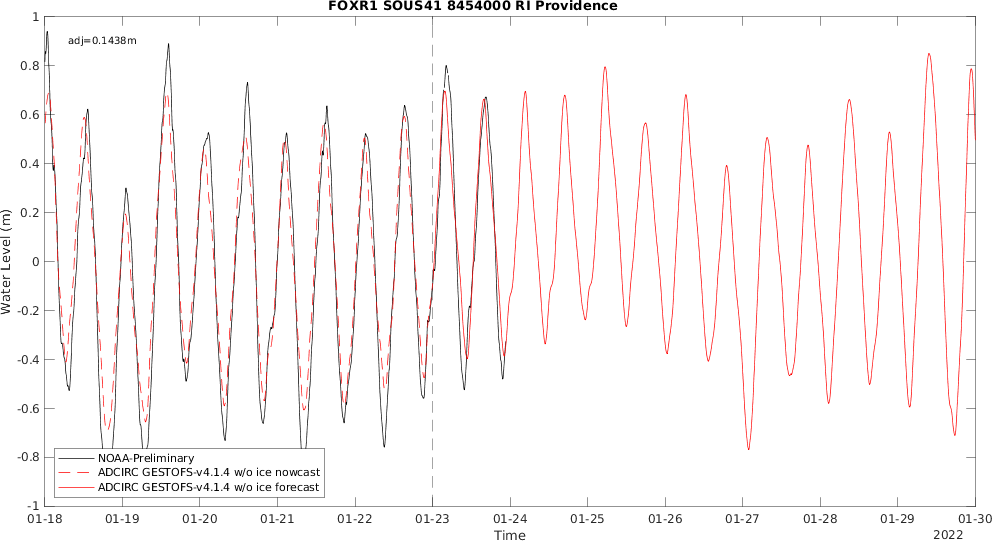 FOXR1 SOUS41 8454000 RI Providence
adj=0.1438m
1
0.8
0.6
0.4
0.2
0
-0.2
-0.4
-0.6
-0.8
-1
Water Level (m)
NOAA-Preliminary
ADCIRC GESTOFS-v4.1.4 w/o ice nowcast
ADCIRC GESTOFS-v4.1.4 w/o ice forecast
01-18 01-19 01-20 01-21 01-22 01-23 01-24 01-25 01-26 01-27 01-28 01-29 01-30
Time
2022